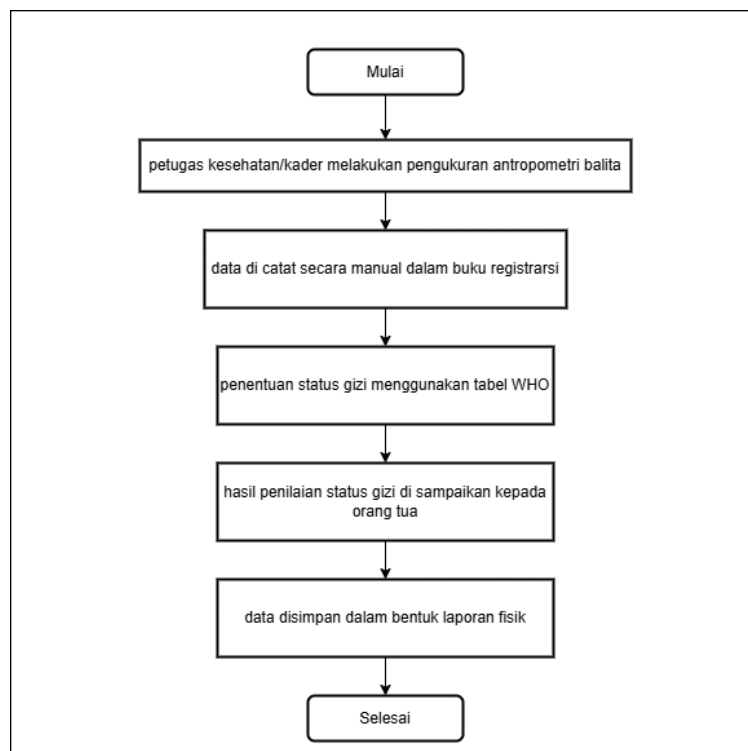 Mulai
petugas kesehatan/kader melakukan pengukuran antropometri balita
data di catat secara manual dalam buku registrarsi
penentuan status gizi menggunakan tabel WHO
hasil penilaian status gizi di sampaikan kepada
orang tua
data disimpan dalam bentuk laporan fisik
Selesai